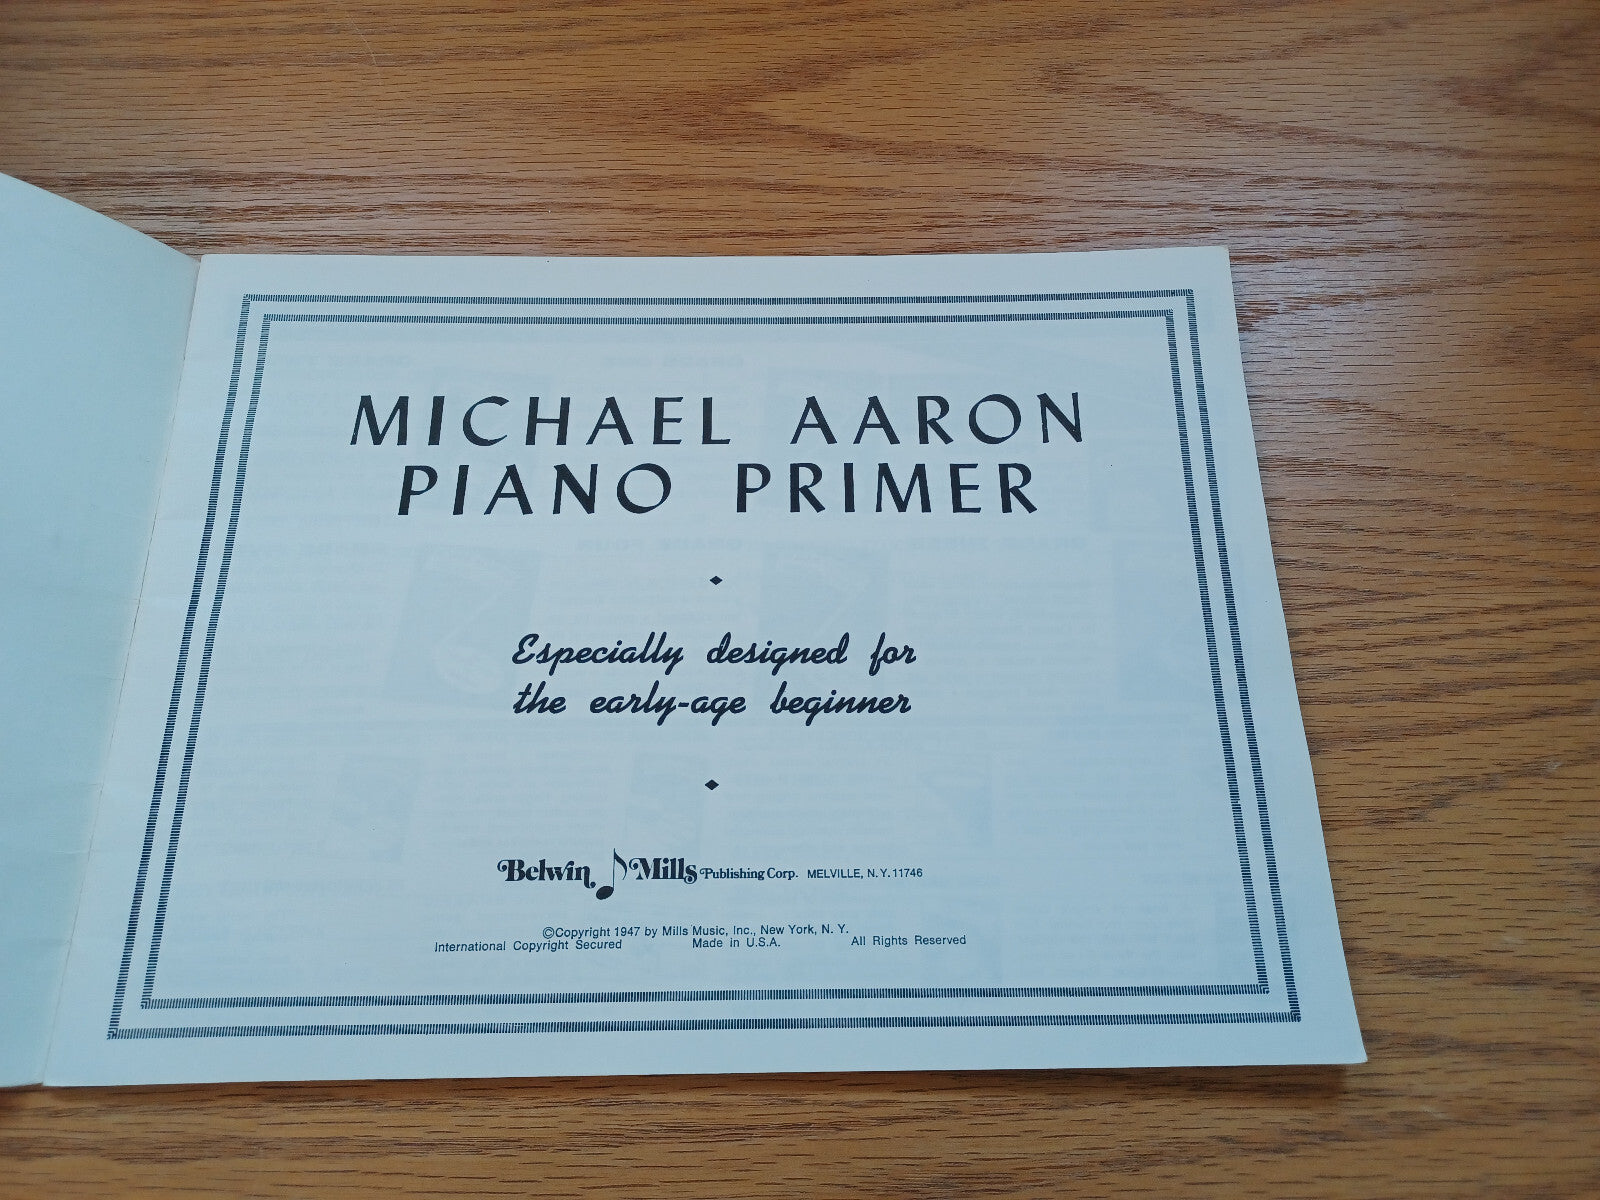 MICHAEL AARON
PIANO PRIMER
Especially designed for
the early-age beginner
Belwin Mills Publishing Corp. MELVILLE, N.Y. 11746
©Copyright 1947 by Mills Music, Inc., New York, N. Y.
International Copyright Secured Made in U.S.A. All Rights Reserved